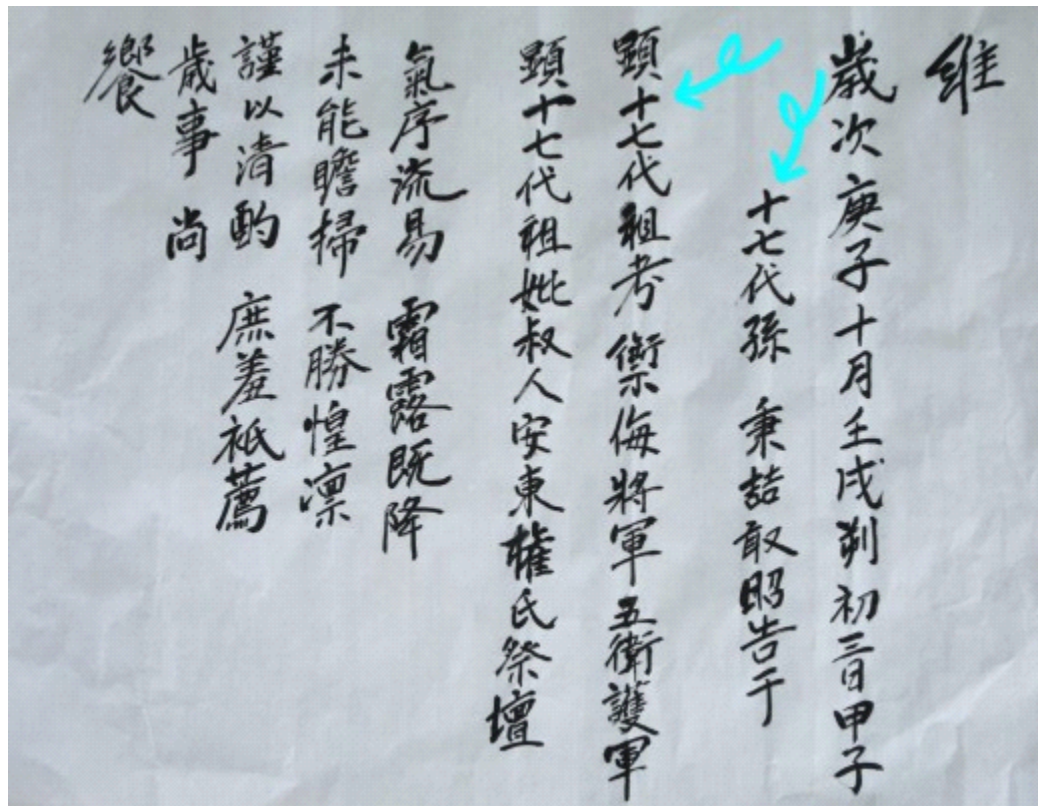 維
歲次庚子十月壬戌朔初三日甲子
十七代孫 秉喆敢昭告于
顯十七代祖考禦侮將軍五衛護軍
顯十七代祖妣叔人安東權氏祭壇
氣序流易 霜露旣降
未能瞻掃 不勝惶凛
謹以清酌 庶羞祗薦
歲事 尚
饗